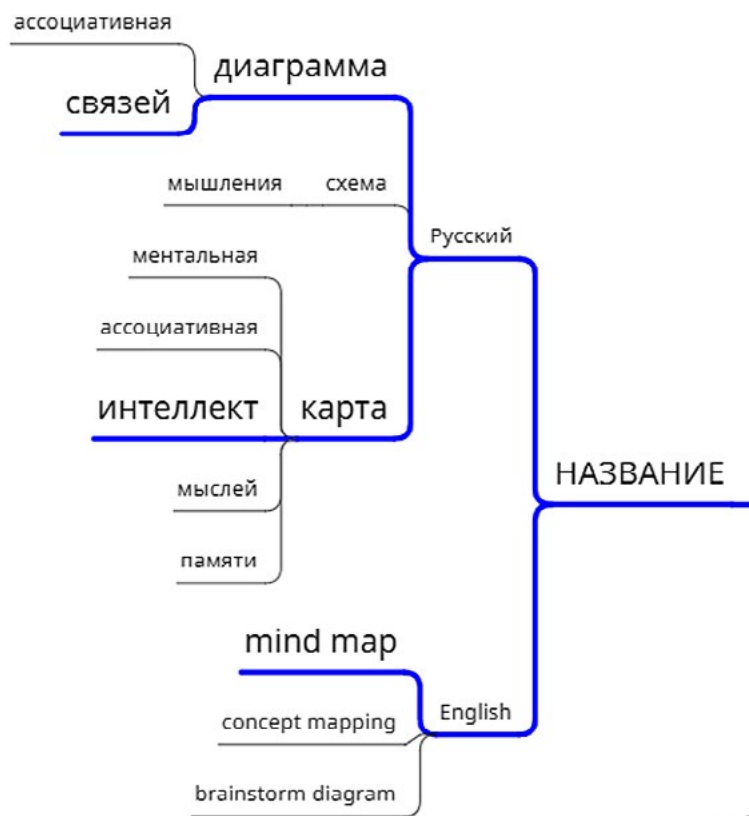 ассоциативная
диаграмма
связей
мышления схема
Русский
ментальная
ассоциативная
интеллект карта
НАЗВАНИЕ
мыслей
памяти
mind map
English
concept mapping
brainstorm diagram